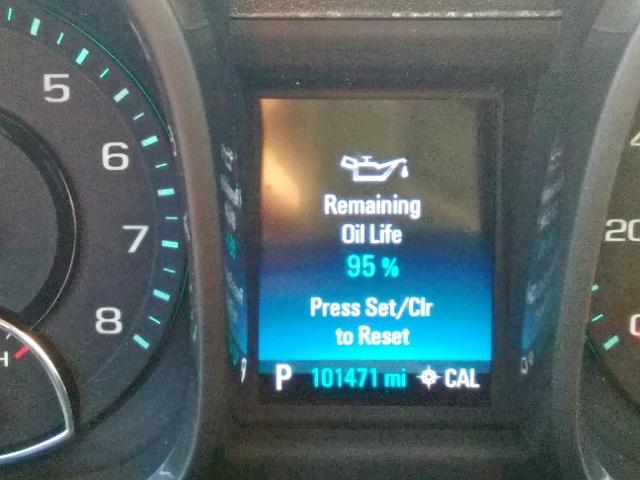 5
6
7
8
H
Remaining
Oil Life
95 %
Press Set/Clr
to Reset
P 101471 mi CAL
20